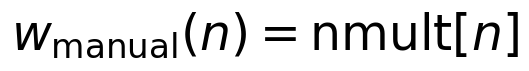 w_manual(n) = nmult[n]